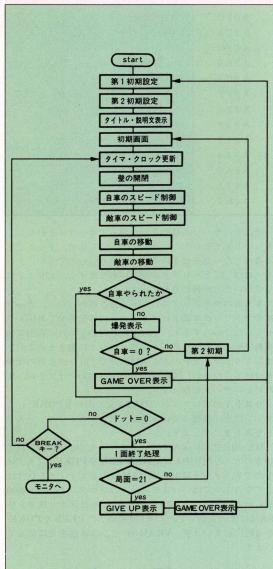 start
第1初期設定
第2初期設定
タイトル・説明文表示
初期画面
タイマ・クロック更新
壁の開閉
自車のスピード制御
敵車のスピード制御
自車の移動
敵車の移動
yes
自車やられたか
no
爆発表示
自車=0 ?
no
第2初期
yes
GAME OVER表示
no
ドット=0
no
BREAK
キー?
yes
1面終了処理
yes
局面=21
no
モニタへ
yes
GIVE UP表示
GAME OVER表示